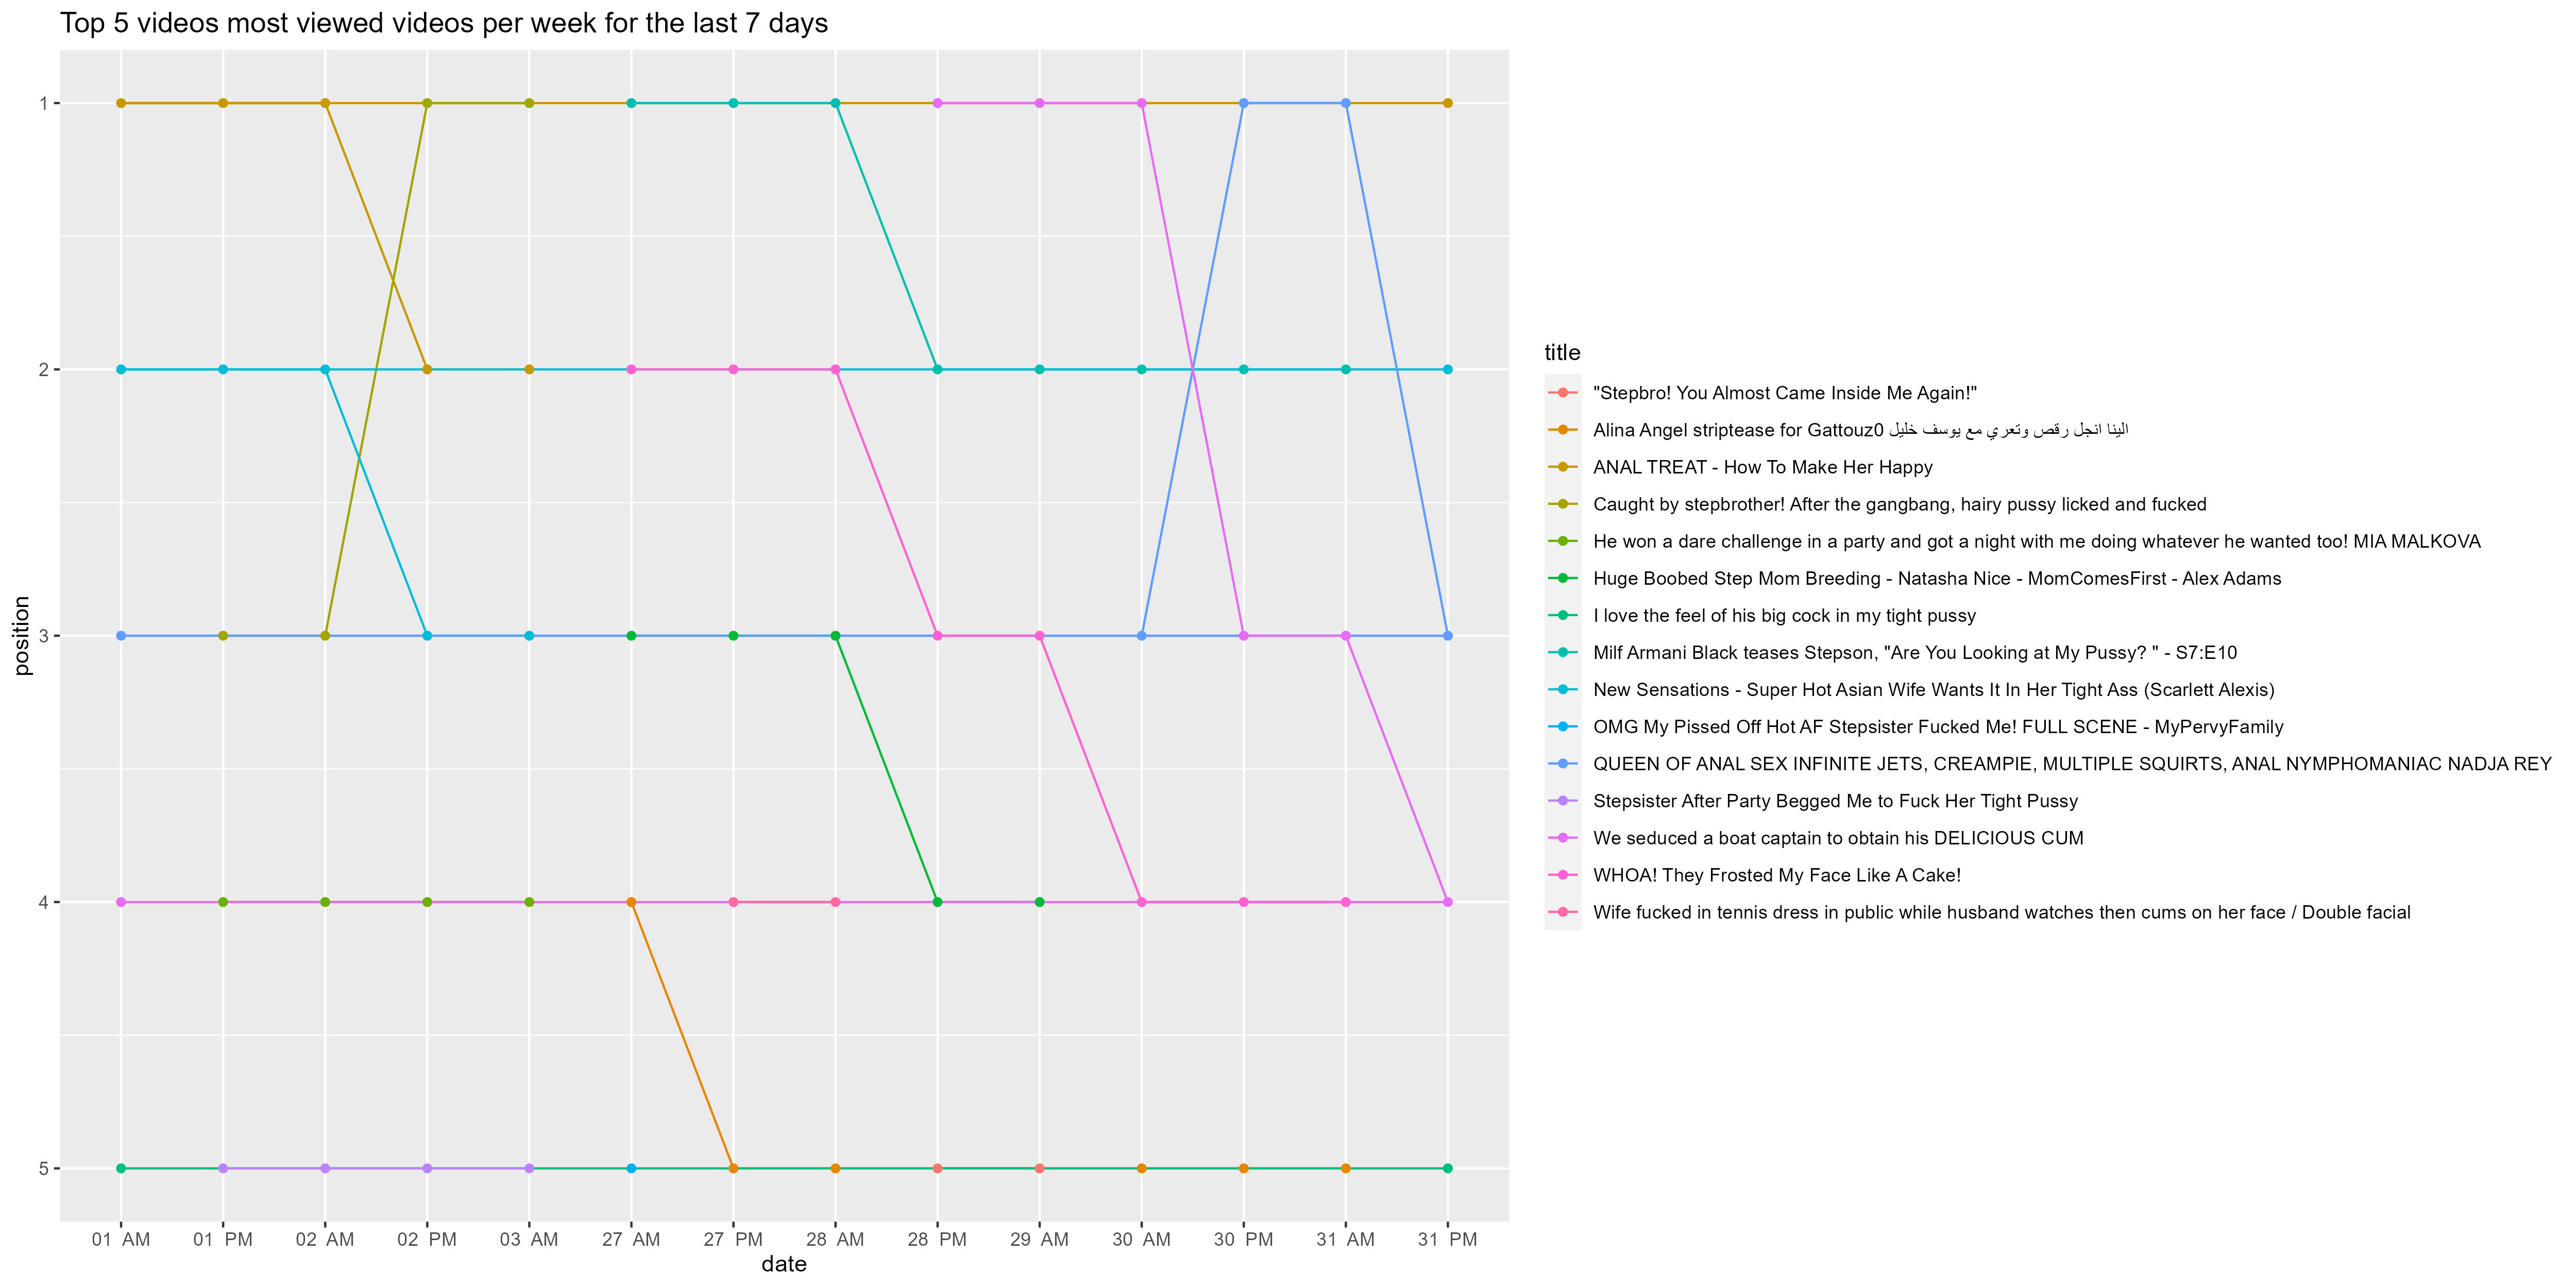 Top 5 videos most viewed videos per week for the last 7 days
position
1
2
3
4
5
01 AM
01 PM
02 AM
02 PM
03 AM
27 AM
27 PM
28 AM
28 PM
29 AM
30 AM
30 PM
31 AM
31 PM
date
title
"Stepbro! You Almost Came Inside Me Again!"
Alina Angel striptease for Gattouz0 الينا انجل رقص وتعري مع يوسف خليل
ANAL TREAT - How To Make Her Happy
Caught by stepbrother! After the gangbang, hairy pussy licked and fucked
He won a dare challenge in a party and got a night with me doing whatever he wanted too! MIA MALKOVA
Huge Boobed Step Mom Breeding - Natasha Nice - MomComesFirst - Alex Adams
I love the feel of his big cock in my tight pussy
Milf Armani Black teases Stepson, "Are You Looking at My Pussy? " - S7:E10
New Sensations - Super Hot Asian Wife Wants It In Her Tight Ass (Scarlett Alexis)
OMG My Pissed Off Hot AF Stepsister Fucked Me! FULL SCENE - MyPervyFamily
QUEEN OF ANAL SEX INFINITE JETS, CREAMPIE, MULTIPLE SQUIRTS, ANAL NYMPHOMANIAC NADJA REY
Stepsister After Party Begged Me to Fuck Her Tight Pussy
We seduced a boat captain to obtain his DELICIOUS CUM
WHOA! They Frosted My Face Like A Cake!
Wife fucked in tennis dress in public while husband watches then cums on her face / Double facial